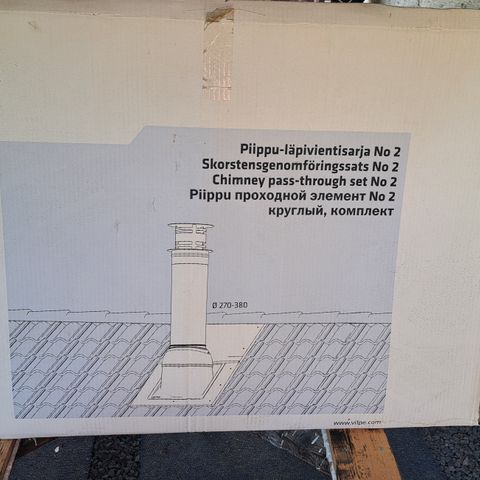 Piippu-läpivientisarja No 2
Skorstensgenomföringssats No 2
Chimney pass-through set No 2
Piippu проходной элемент No 2
круглый, комплект
Ø 270-380
www.vilpe.com